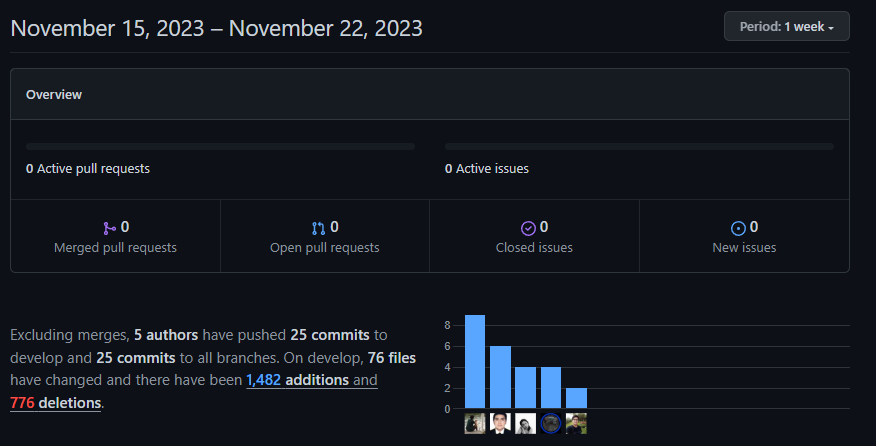 November 15, 2023 – November 22, 2023
Period: 1 week
Overview
0 Active pull requests
0 Active issues
0
Merged pull requests
0
Open pull requests
0
Closed issues
0
New issues
Excluding merges, 5 authors have pushed 25 commits to
develop and 25 commits to all branches. On develop, 76 files
have changed and there have been 1,482 additions and
776 deletions.
8
6
4
2
0